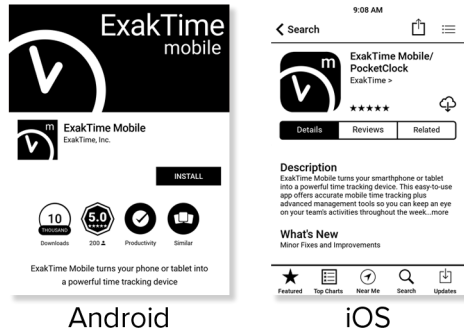 ExakTime
mobile
m
ExakTime Mobile
ExakTime, Inc.
INSTALL
10
THOUSAND
5.0
Downloads
200
Productivity
Similar
ExakTime Mobile turns your phone or tablet into
a powerful time tracking device
Android
9:08 AM
Search
m
ExakTime Mobile/
PocketClock
ExakTime >
★★★★★
Details
Reviews
Related
Description
ExakTime Mobile turns your smarthphone or tablet
into a powerful time tracking device. This easy-to-use
app offers accurate mobile time tracking plus
advanced management tools so you can keep an eye
on your team's activities throughout the week...more
What's New
Minor Fixes and Improvements
Featured
Top Charts
Near Me
Search
Updates
iOS